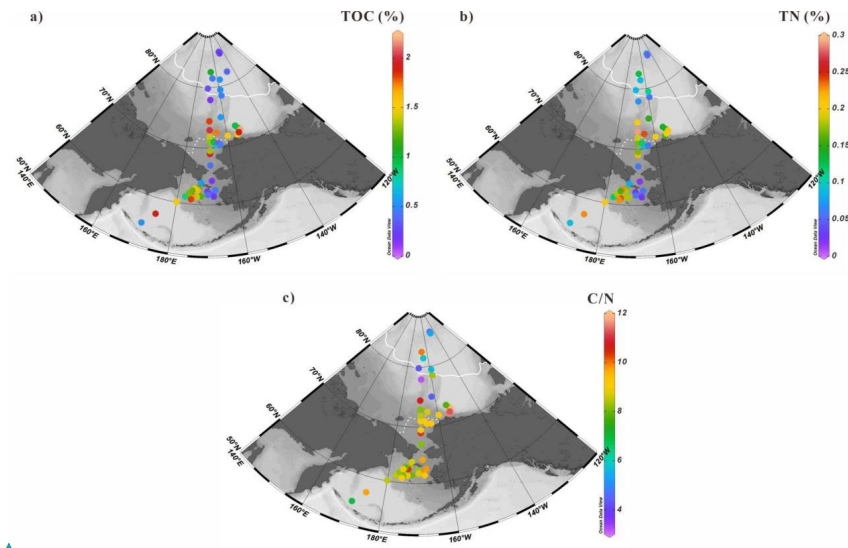 a)
TOC (%)
80°N
70°N
60°N
50°N
140°E
160°E
180°E
160°W
140°W
120°W
2
1.5
1
0.5
0
Ocean Data View
b)
TN (%)
80°N
70°N
60°N
50°N
140°E
160°E
180°E
160°W
140°W
120°W
0.3
0.25
0.2
0.15
0.1
0.05
0
Ocean Data View
c)
C/N
80°N
70°N
60°N
50°N
140°E
160°E
180°E
160°W
140°W
120°W
12
10
8
6
4
Ocean Data View